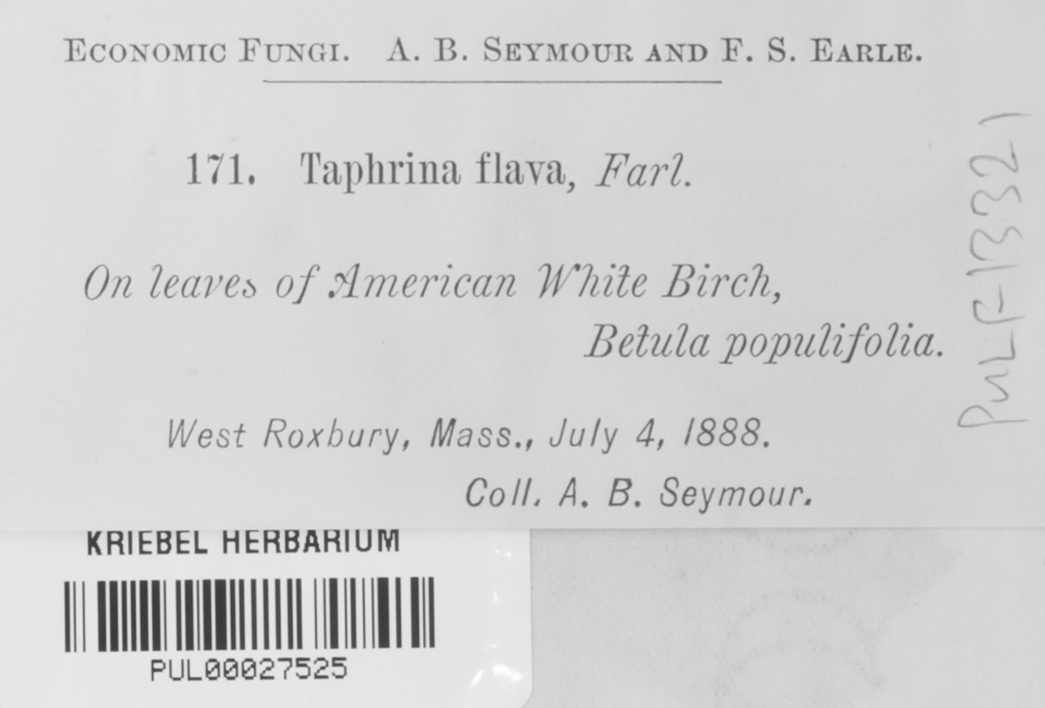 ECONOMIC FUNGI. A. B. SEYMOUR AND F. S. EARLE.
171. Taphrina flava, Farl.
On leaves of American White Birch,
Betula populifolia.
West Roxbury, Mass., July 4, 1888.
Coll. A. B. Seymour.
PULF-13321
KRIEBEL HERBARIUM
PUL00027525